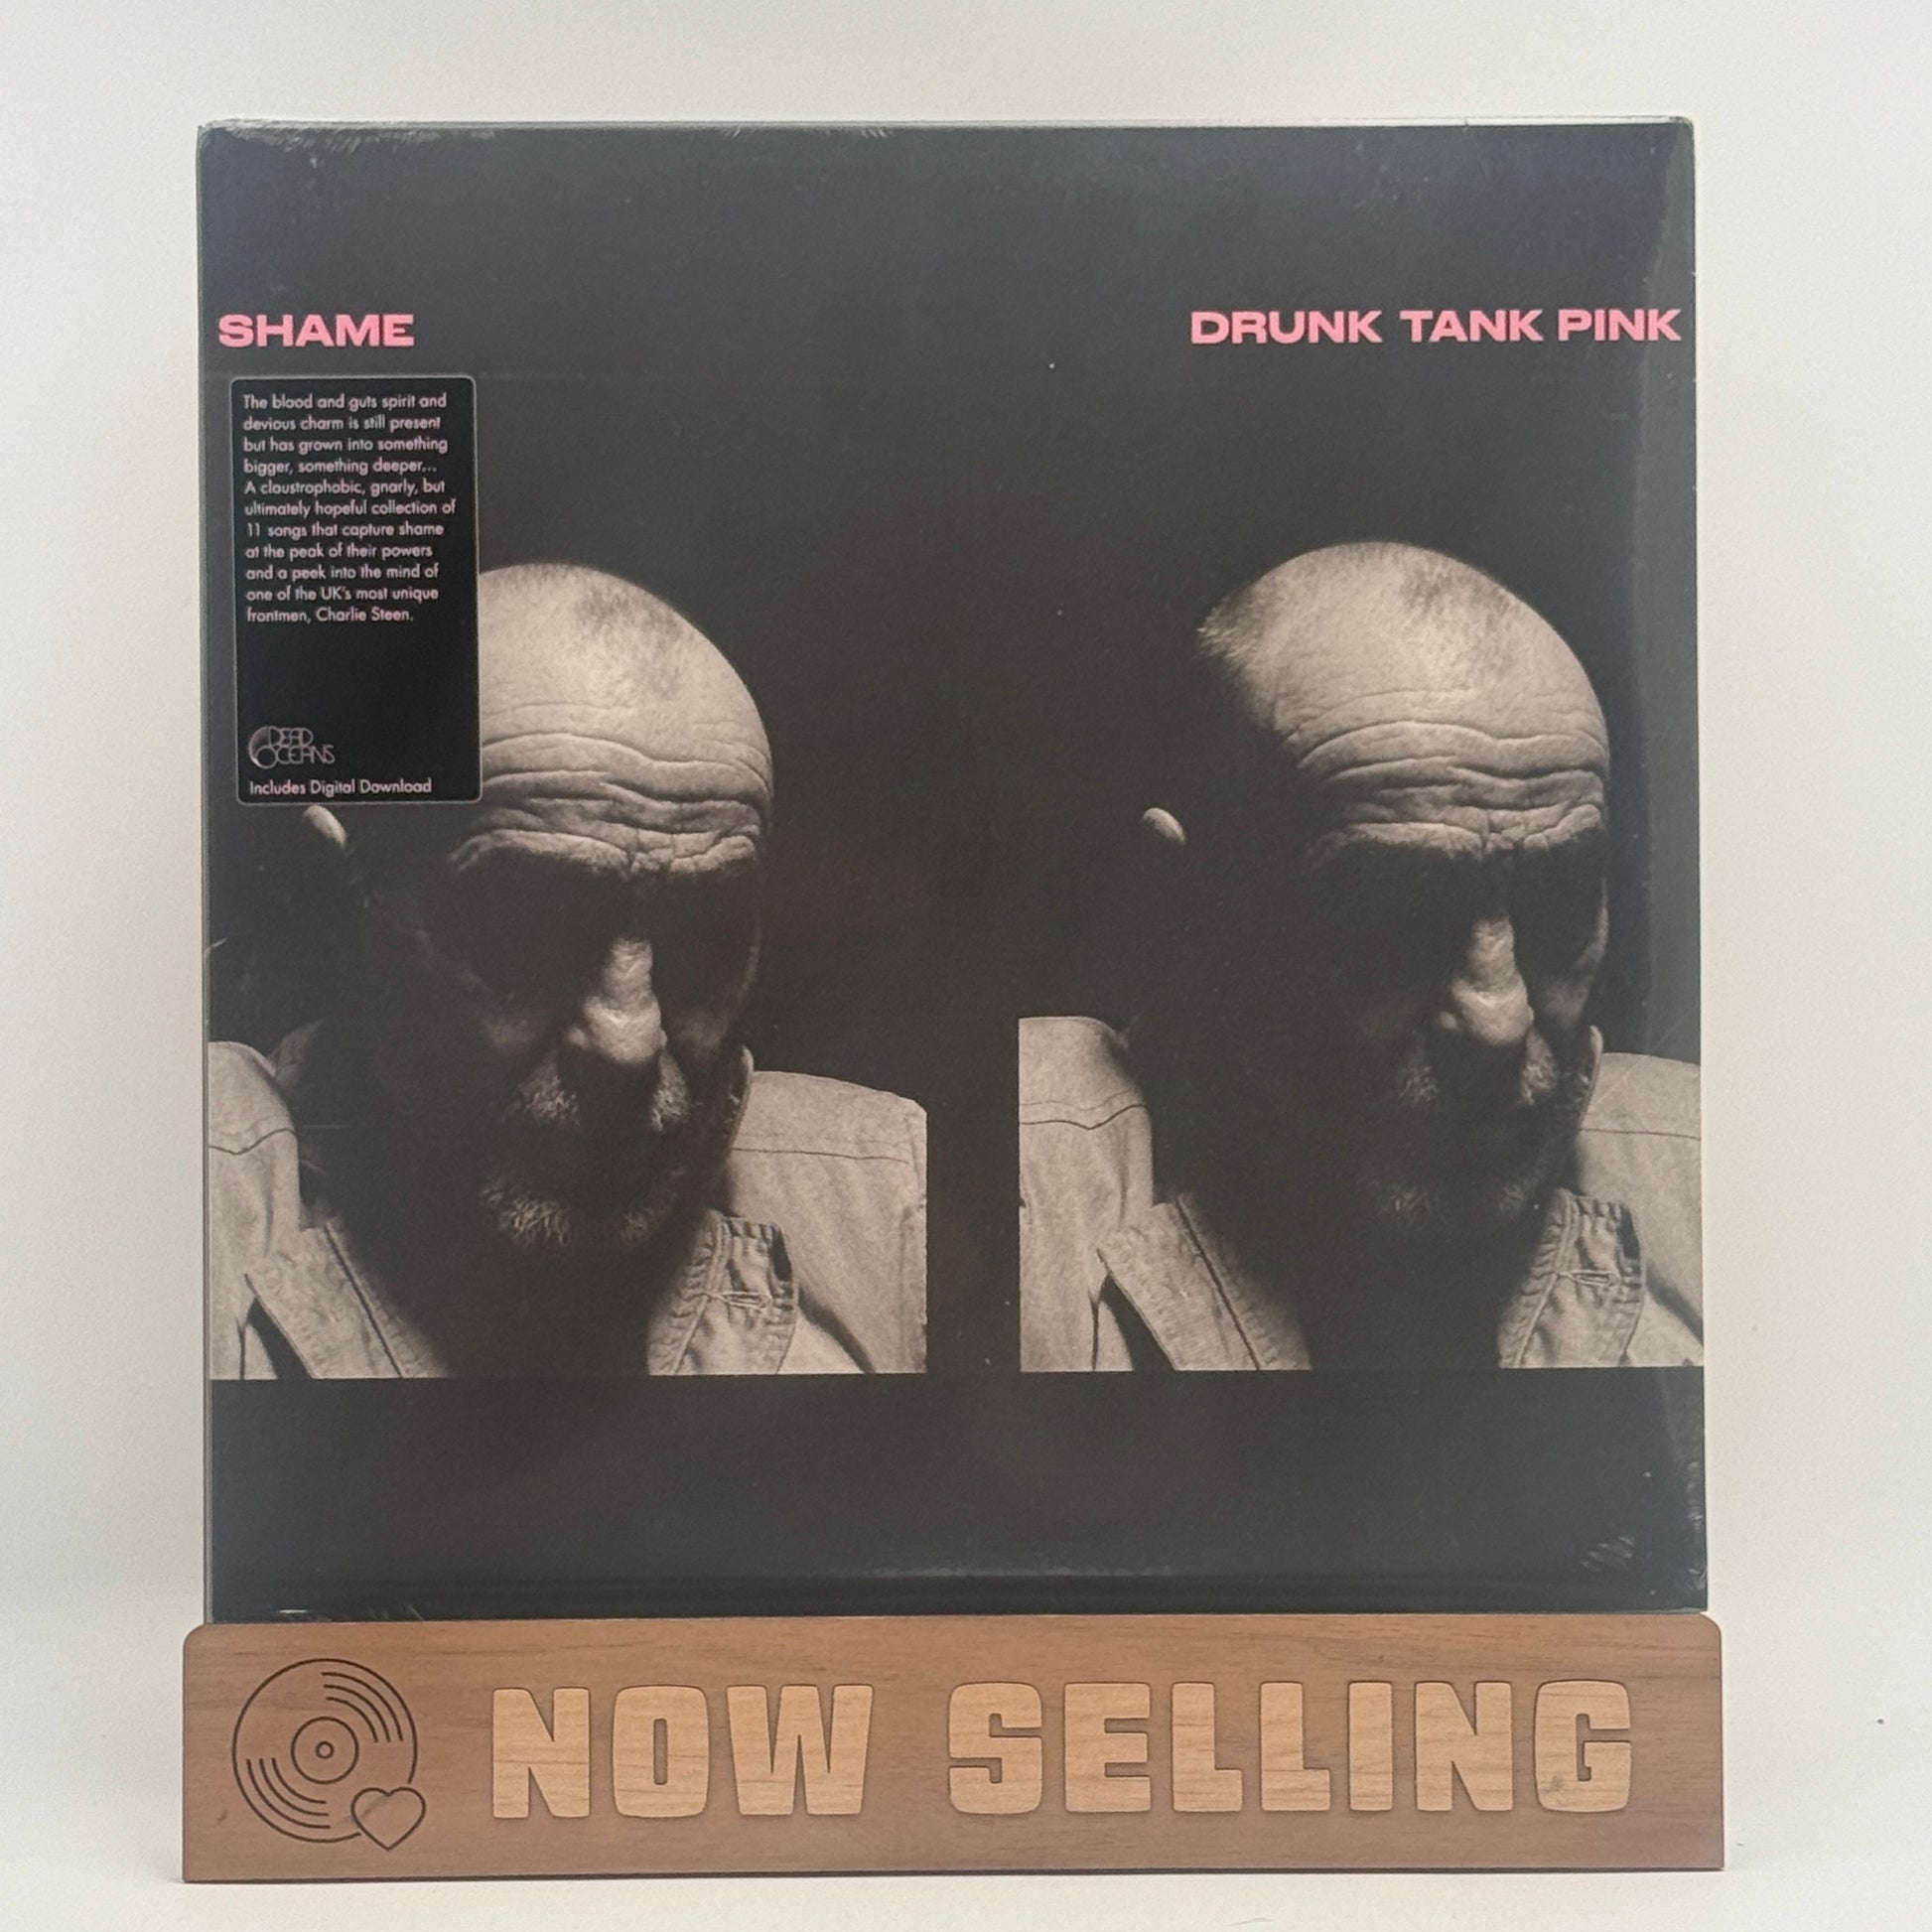 SHAME
DRUNK TANK PINK
The blood and guts spirit and
devious charm is still present
but has grown into something
bigger, something deeper...
A claustrophobic, gnarly, but
ultimately hopeful collection of
11 songs that capture shame
at the peak of their powers
and a peek into the mind of
one of the UK's most unique
frontmen, Charlie Steen.
DEAD
OCEANS
Includes Digital Download
NOW SELLING